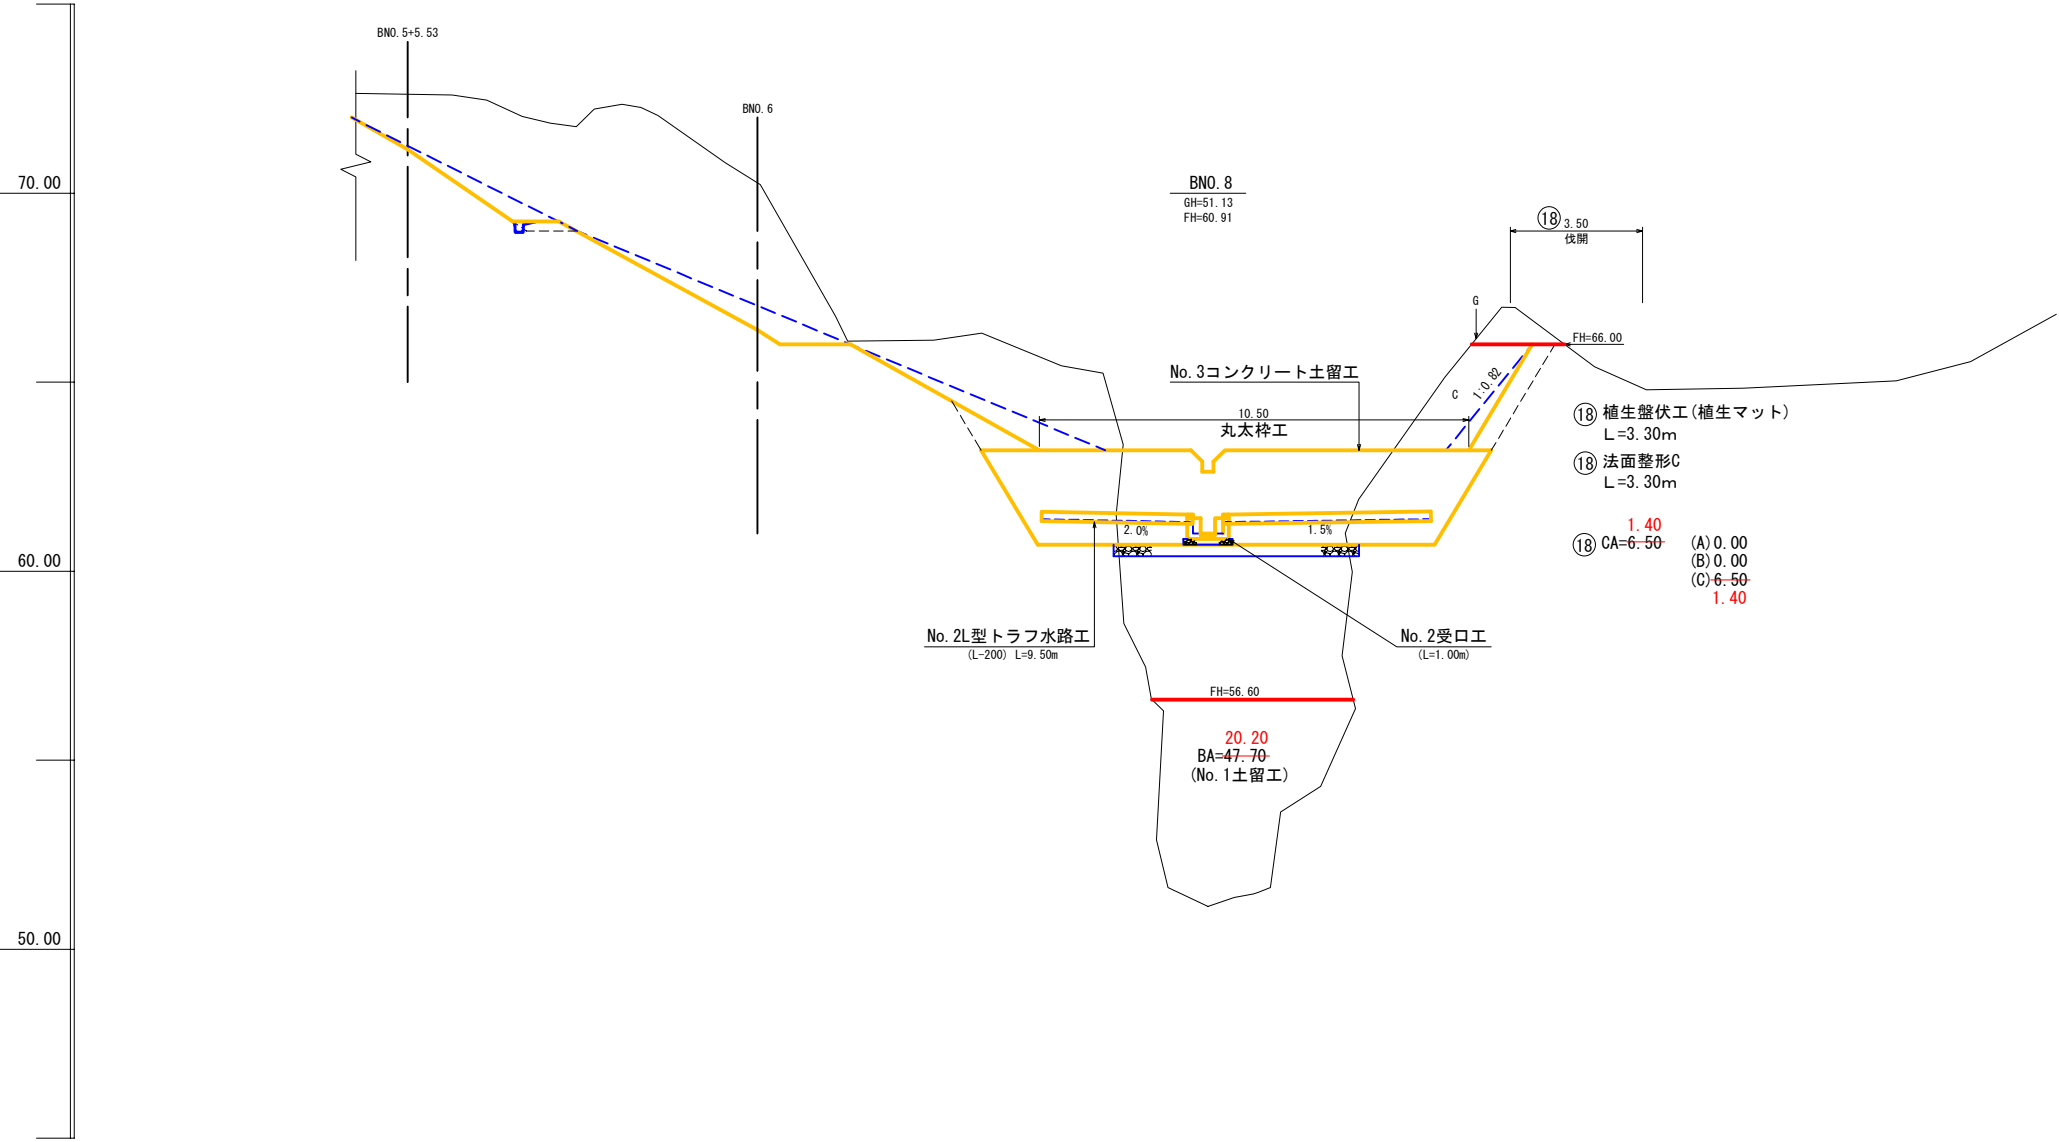 BNO.5+5.53
BNO.6
70.00
BNO.8
GH=51.13
FH=60.91
⑱ 3.50
伐開
G
FH=66.00
No.3コンクリート土留工
C 1:0.82
10.50
丸太枠工
⑱ 植生盤伏工(植生マット)
L=3.30m
⑱ 法面整形C
L=3.30m
2.0%
1.5%
1.40
⑱ CA=6.50 (A)0.00
(B)0.00
(C)6.50
1.40
60.00
No.2L型トラフ水路工
(L-200) L=9.50m
No.2受口工
(L=1.00m)
FH=56.60
20.20
BA=47.70
(No.1土留工)
50.00